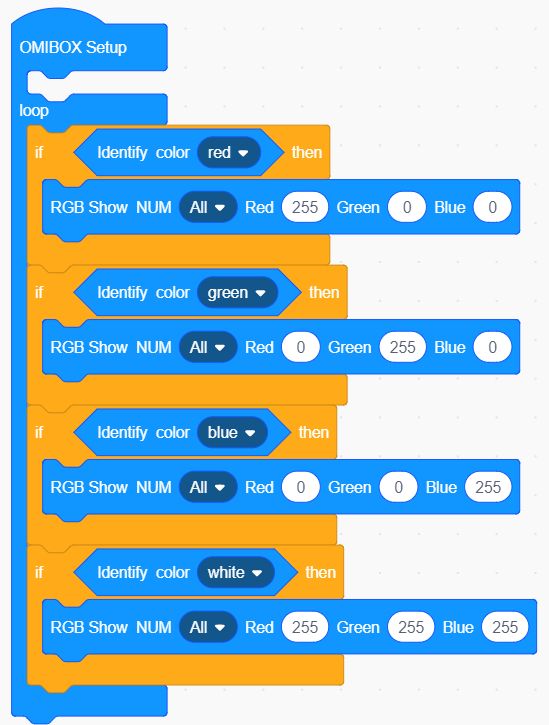 OMIBOX Setup
loop
if Identify color red then
RGB Show NUM All Red 255 Green 0 Blue 0
if Identify color green then
RGB Show NUM All Red 0 Green 255 Blue 0
if Identify color blue then
RGB Show NUM All Red 0 Green 0 Blue 255
if Identify color white then
RGB Show NUM All Red 255 Green 255 Blue 255